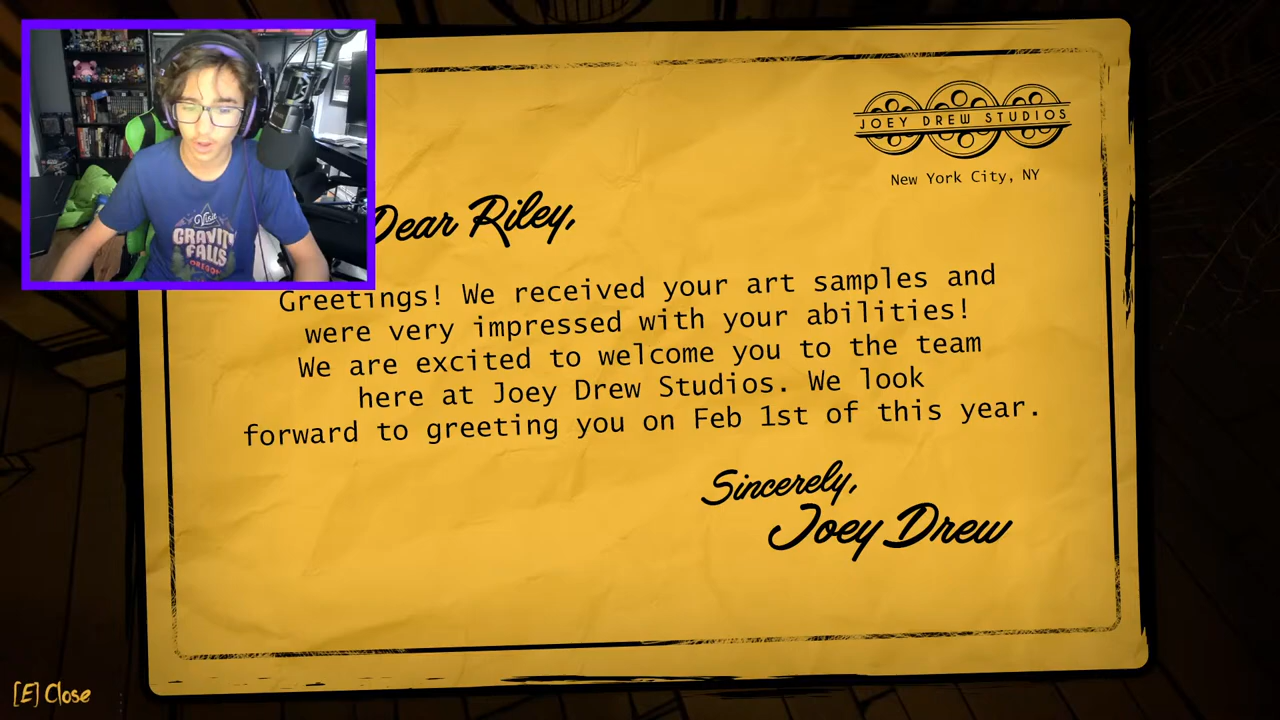 Visit
GRAVITY
FALLS
OREGON
JOEY DREW STUDIOS
New York City, NY
Dear Riley,
Greetings! We received your art samples and
were very impressed with your abilities!
We are excited to welcome you to the team
here at Joey Drew Studios. We look
forward to greeting you on Feb 1st of this year.
Sincerely,
Joey Drew
[E] Close